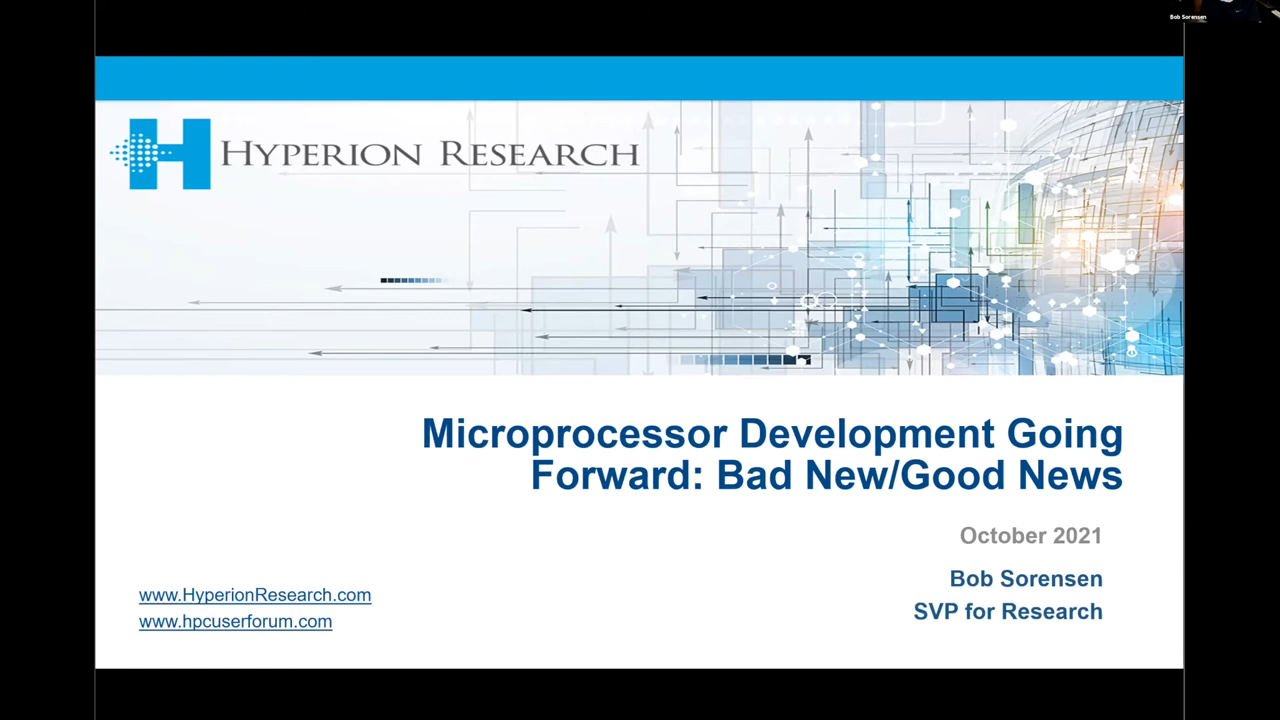 Bob Sorensen
HYPERION RESEARCH
Microprocessor Development Going
Forward: Bad New/Good News
October 2021
Bob Sorensen
SVP for Research
www.HyperionResearch.com
www.hpcuserforum.com